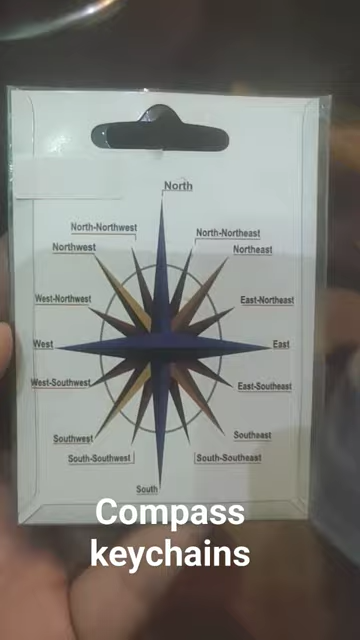 North
North-Northwest
North-Northeast
Northwest
Northeast
West-Northwest
East-Northeast
West
East
West-Southwest
East-Southeast
Southwest
Southeast
South-Southwest
South-Southeast
South
Compass
keychains